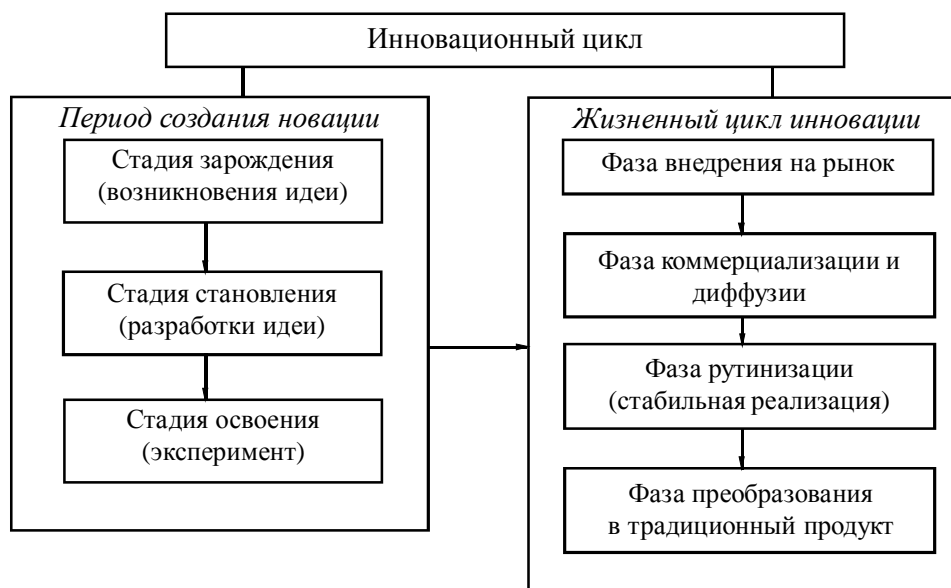 Инновационный цикл
Период создания новации
Стадия зарождения
(возникновения идеи)
Стадия становления
(разработки идеи)
Стадия освоения
(эксперимент)
Жизненный цикл инновации
Фаза внедрения на рынок
Фаза коммерциализации и
диффузии
Фаза рутинизации
(стабильная реализация)
Фаза преобразования
в традиционный продукт